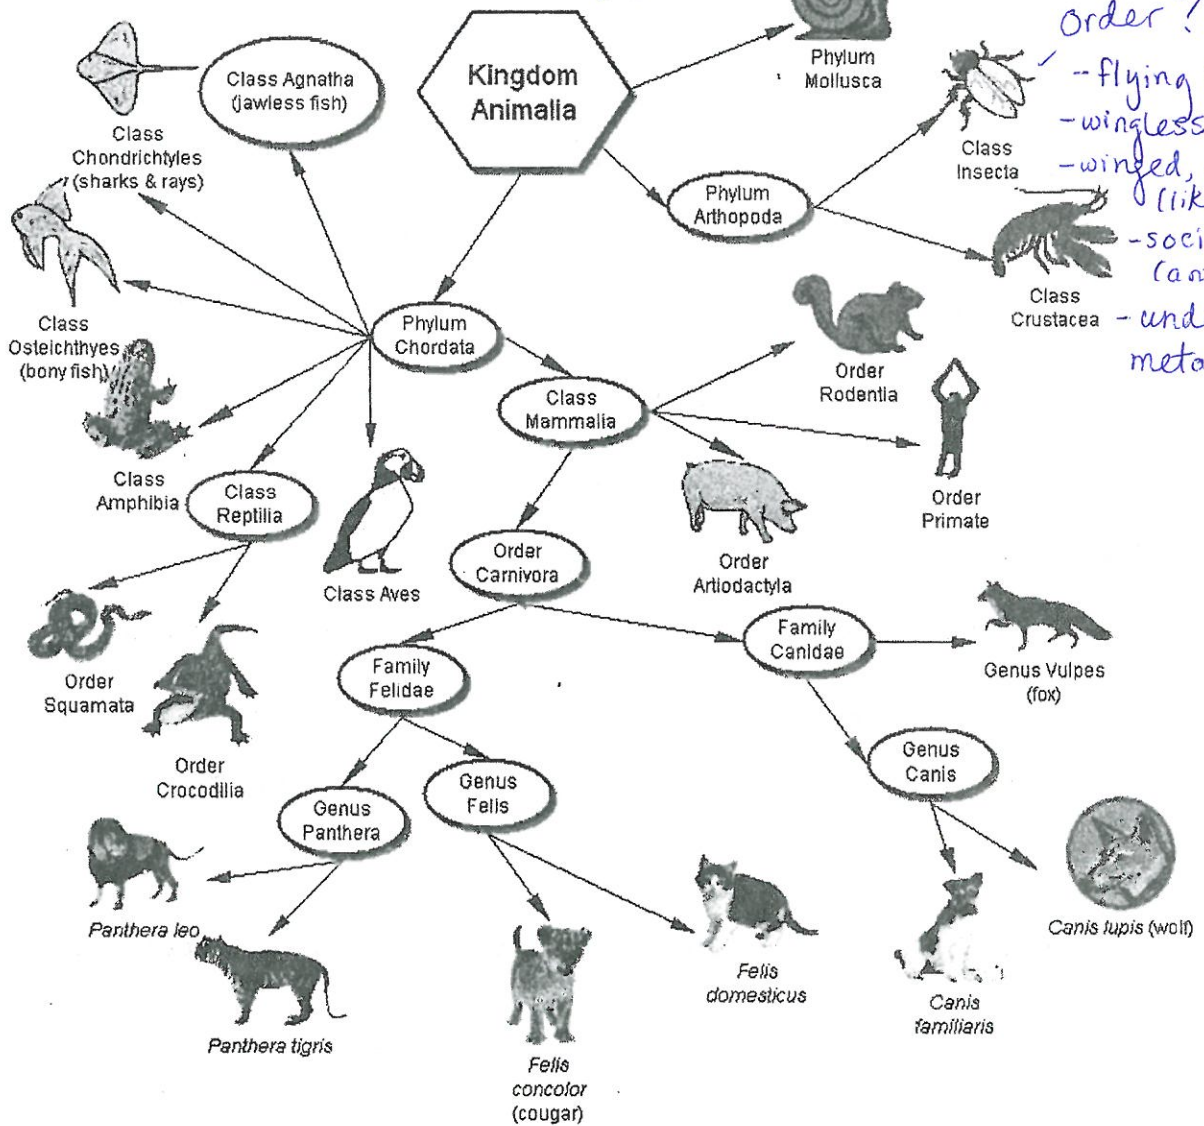 Class Agnatha
(jawless fish)
Kingdom
Animalia
Phylum
Mollusca
Order
- flying
- wingless
- winged,
(lik
- soci
(an
- und
meta
Class
Chondrichtyles
(sharks & rays)
Class
Insecta
Phylum
Arthopoda
Class
Crustacea
Class
Osteichthyes
(bony fish)
Phylum
Chordata
Class
Mammalia
Order
Rodentia
Order
Primate
Class
Amphibia
Class
Reptilia
Class Aves
Order
Carnivora
Order
Artiodactyla
Order
Squamata
Order
Crocodilia
Family
Felidae
Family
Canidae
Genus Vulpes
(fox)
Genus
Canis
Genus
Panthera
Genus
Felis
Panthera leo
Panthera tigris
Felis
concolor
(cougar)
Felis
domesticus
Canis
familiaris
Canis lupis (wolf)